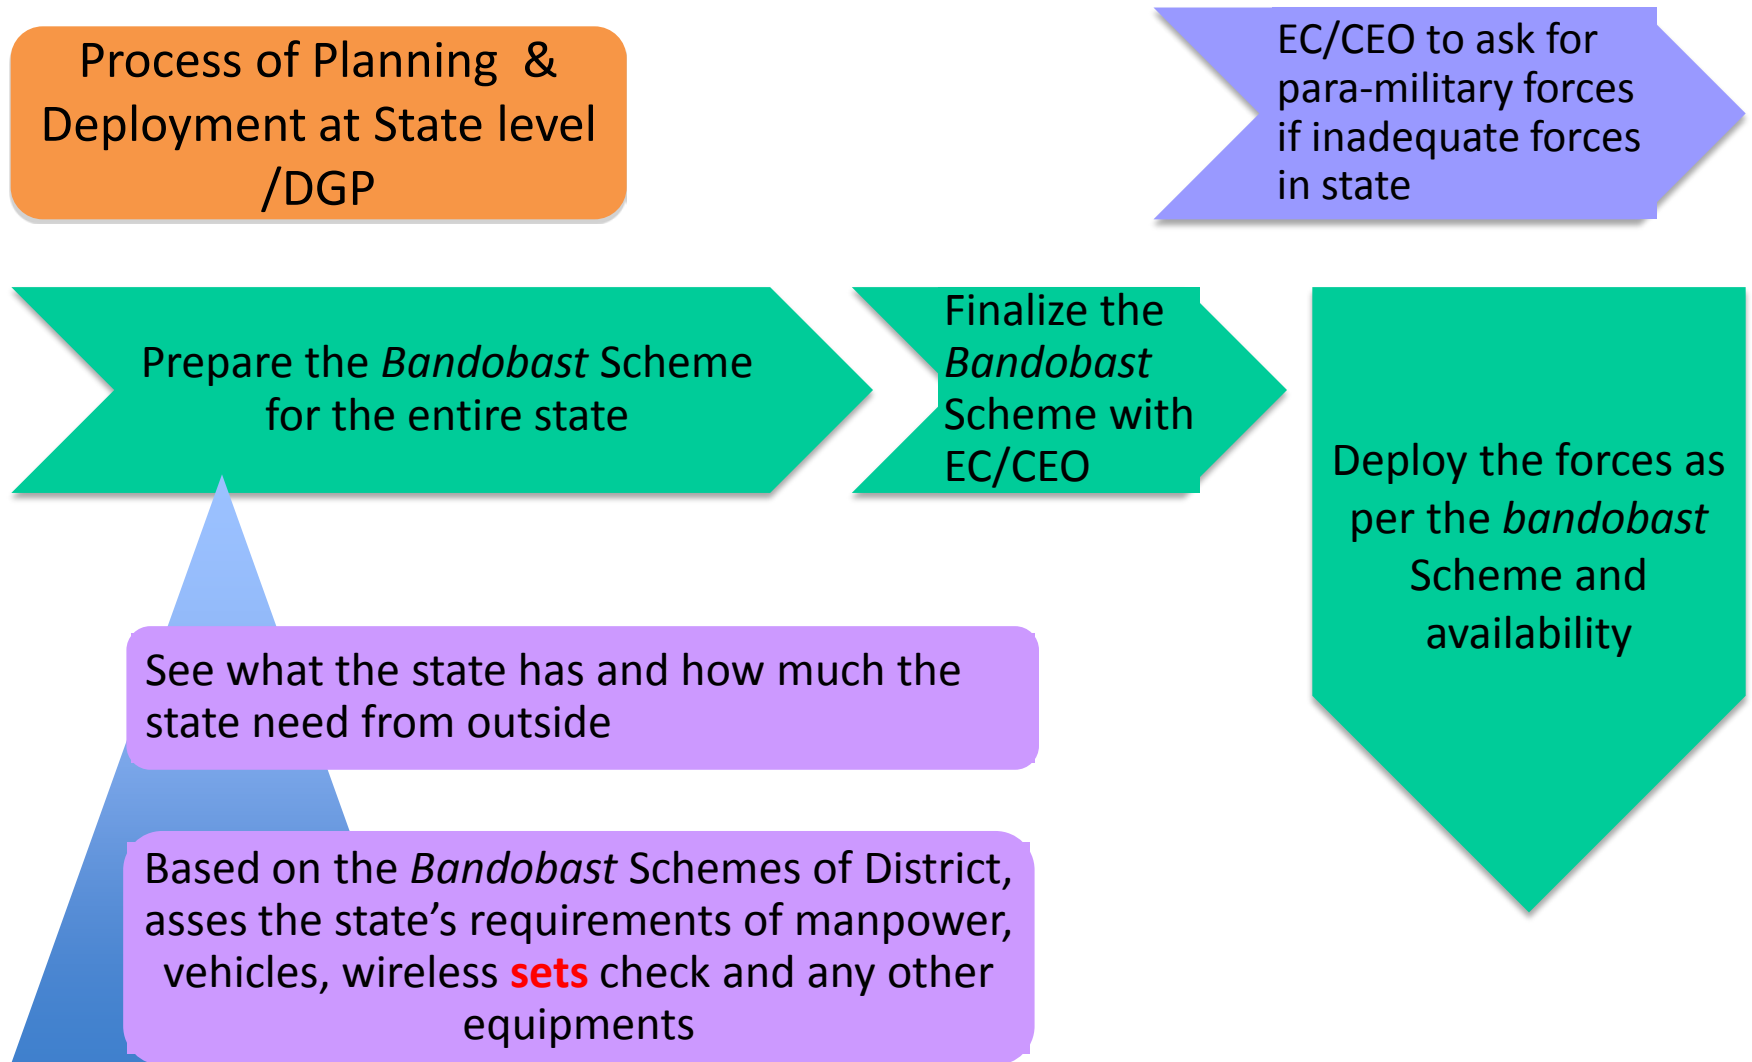 Process of Planning &
Deployment at State level
/DGP
EC/CEO to ask for
para-military forces
if inadequate forces
in state
Prepare the Bandobast Scheme
for the entire state
Finalize the
Bandobast
Scheme with
EC/CEO
Deploy the forces as
per the bandobast
Scheme and
availability
See what the state has and how much the
state need from outside
Based on the Bandobast Schemes of District,
asses the state’s requirements of manpower,
vehicles, wireless sets check and any other
equipments